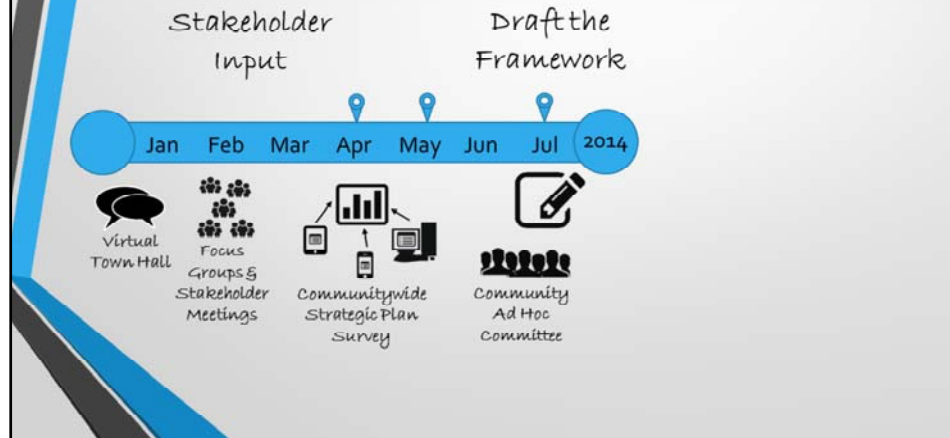 Stakeholder
Input
Draft the
Framework
Jan Feb Mar Apr May Jun Jul 2014
Virtual
Town Hall
Focus
Groups &
Stakeholder
Meetings
Communitywide
Strategic Plan
Survey
Community
Ad Hoc
Committee